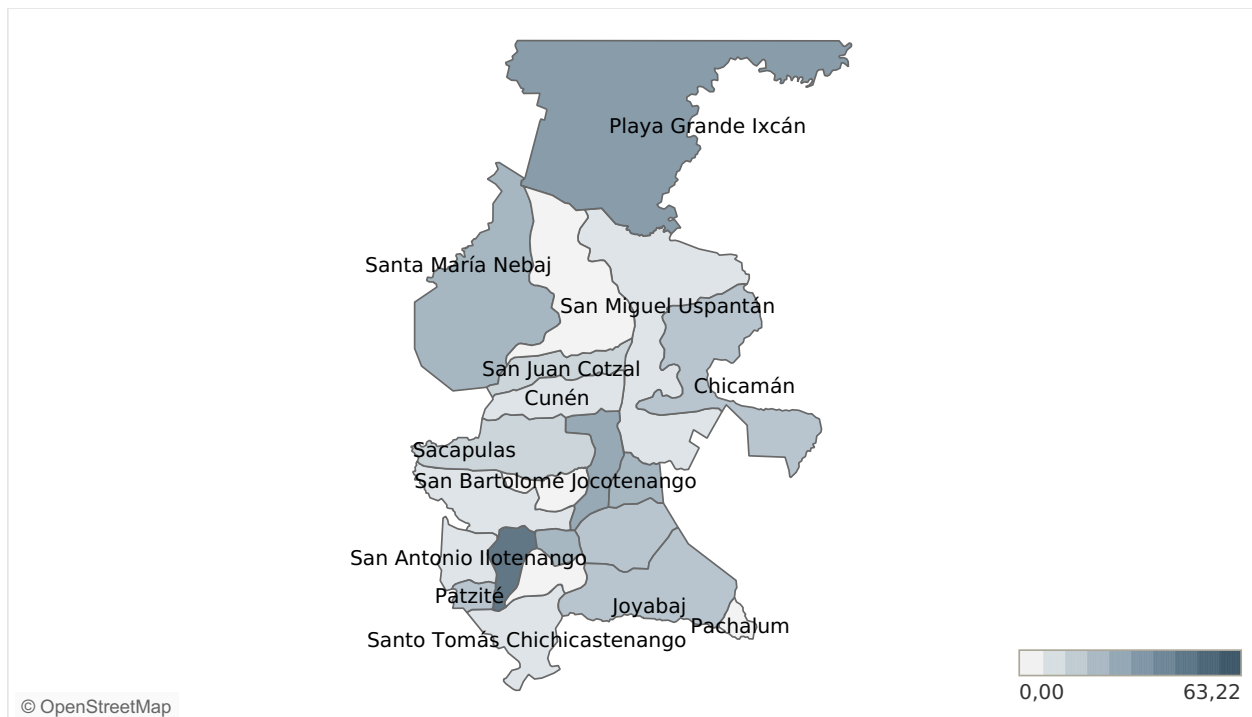 Playa Grande Ixcán
Santa María Nebaj
San Miguel Uspantán
San Juan Cotzal
Chicamán
Cunén
Sacapulas
San Bartolomé Jocotenango
San Antonio Ilotenango
Patzité
Joyabaj
Pachalum
Santo Tomás Chichicastenango
0,00 63,22
© OpenStreetMap